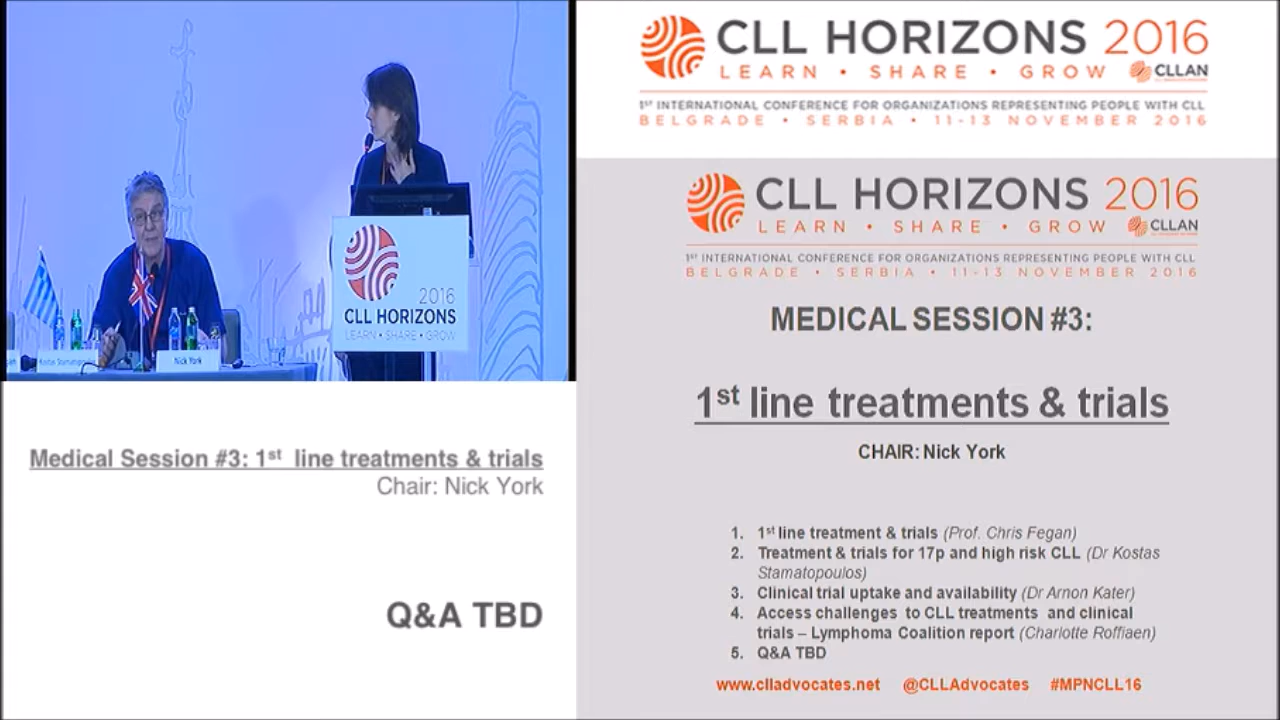 CLL HORIZONS 2016
LEARN • SHARE • GROW
CLLAN
1ST INTERNATIONAL CONFERENCE FOR ORGANIZATIONS REPRESENTING PEOPLE WITH CLL
BELGRADE • SERBIA • 11-13 NOVEMBER 2016
CLL HORIZONS 2016
LEARN • SHARE • GROW
CLLAN
1ST INTERNATIONAL CONFERENCE FOR ORGANIZATIONS REPRESENTING PEOPLE WITH CLL
BELGRADE • SERBIA • 11-13 NOVEMBER 2016
MEDICAL SESSION #3:
1st line treatments & trials
CHAIR: Nick York
1. 1st line treatment & trials (Prof. Chris Fegan)
2. Treatment & trials for 17p and high risk CLL (Dr Kostas
Stamatopoulos)
3. Clinical trial uptake and availability (Dr Arnon Kater)
4. Access challenges to CLL treatments and clinical
trials – Lymphoma Coalition report (Charlotte Roffiaen)
5. Q&A TBD
www.clladvocates.net @CLLAdvocates #MPNCLL16
2016
CLL HORIZONS
LEARN • SHARE • GROW
Kostas Stamatopoulos
Nick York
Medical Session #3: 1st line treatments & trials
Chair: Nick York
Q&A TBD